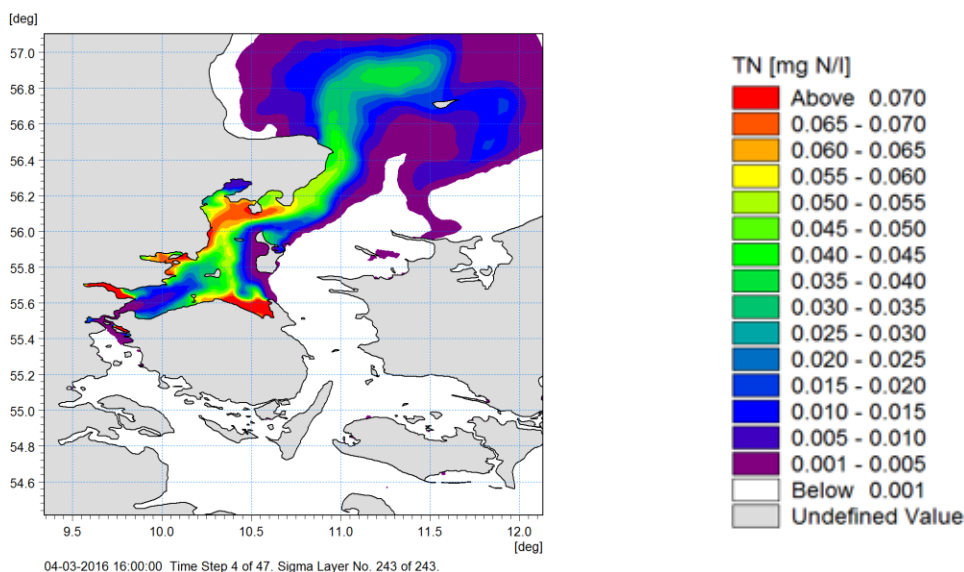 [deg]
57.0
56.8
56.6
56.4
56.2
56.0
55.8
55.6
55.4
55.2
55.0
54.8
54.6
9.5 10.0 10.5 11.0 11.5 12.0
[deg]
04-03-2016 16:00:00 Time Step 4 of 47. Sigma Layer No. 243 of 243.
TN [mg N/l]
Above 0.070
0.065 - 0.070
0.060 - 0.065
0.055 - 0.060
0.050 - 0.055
0.045 - 0.050
0.040 - 0.045
0.035 - 0.040
0.030 - 0.035
0.025 - 0.030
0.020 - 0.025
0.015 - 0.020
0.010 - 0.015
0.005 - 0.010
0.001 - 0.005
Below 0.001
Undefined Value